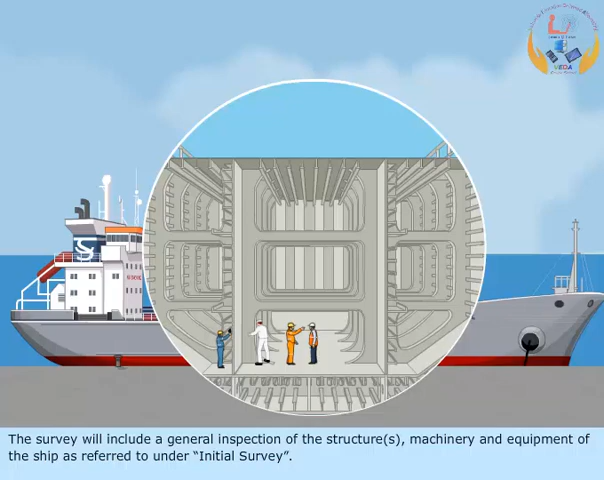 VEDA
The survey will include a general inspection of the structure(s), machinery and equipment of
the ship as referred to under “Initial Survey”.